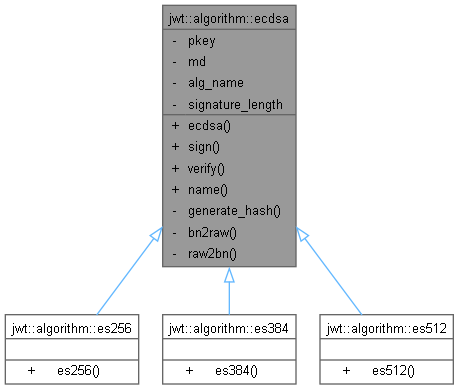 jwt::algorithm::ecdsa
- pkey
- md
- alg_name
- signature_length
+ ecdsa()
+ sign()
+ verify()
+ name()
- generate_hash()
- bn2raw()
- raw2bn()
jwt::algorithm::es256
+ es256()
jwt::algorithm::es384
+ es384()
jwt::algorithm::es512
+ es512()